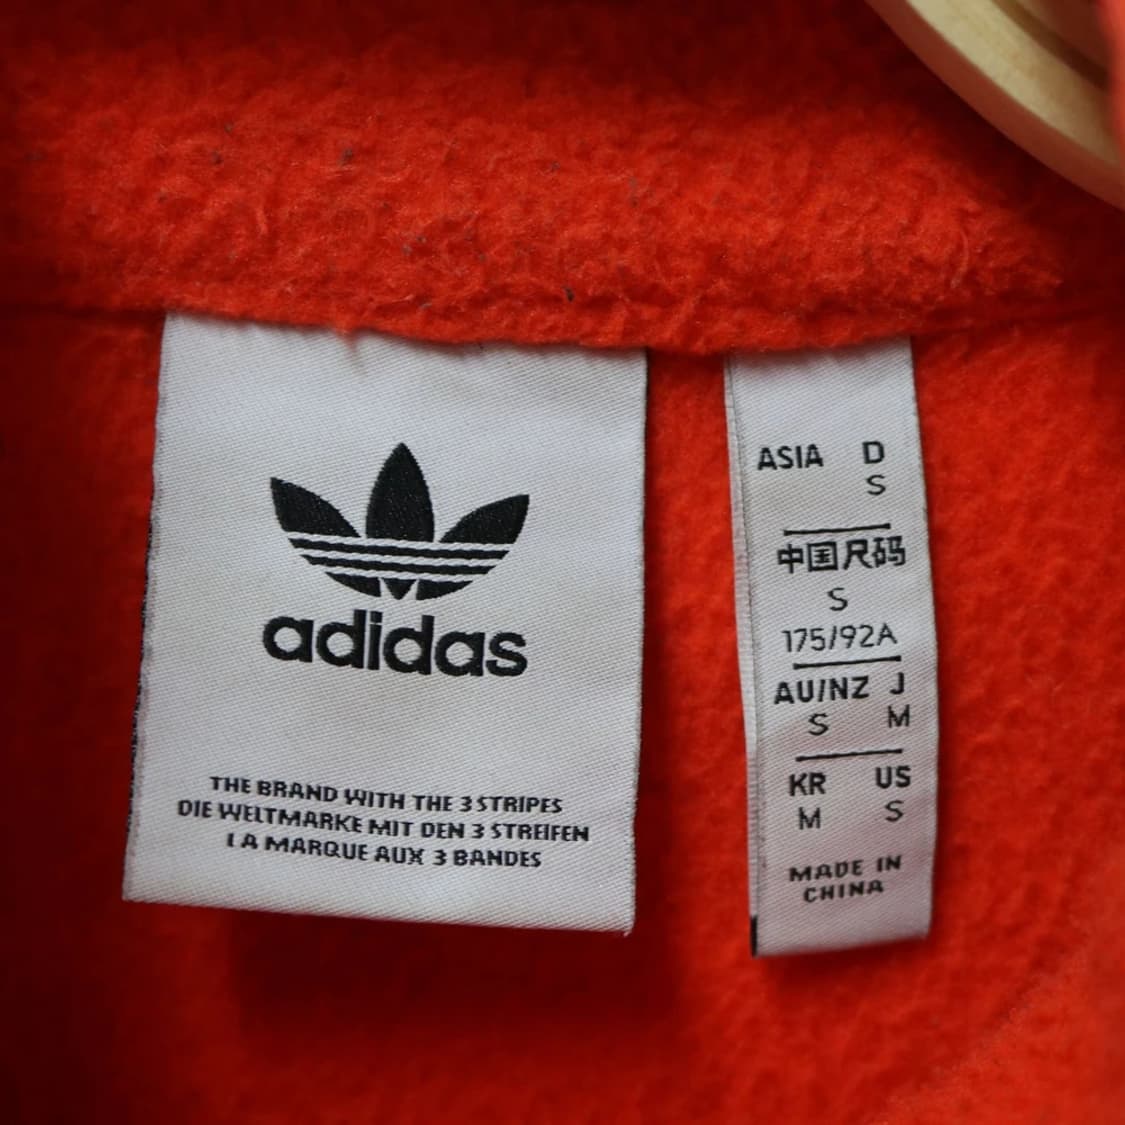 adidas
THE BRAND WITH THE 3 STRIPES
DIE WELTMARKE MIT DEN 3 STREIFEN
LA MARQUE AUX 3 BANDES
ASIA D
S
中国尺码
S
175/92A
AU/NZ J
S M
KR US
M S
MADE IN
CHINA